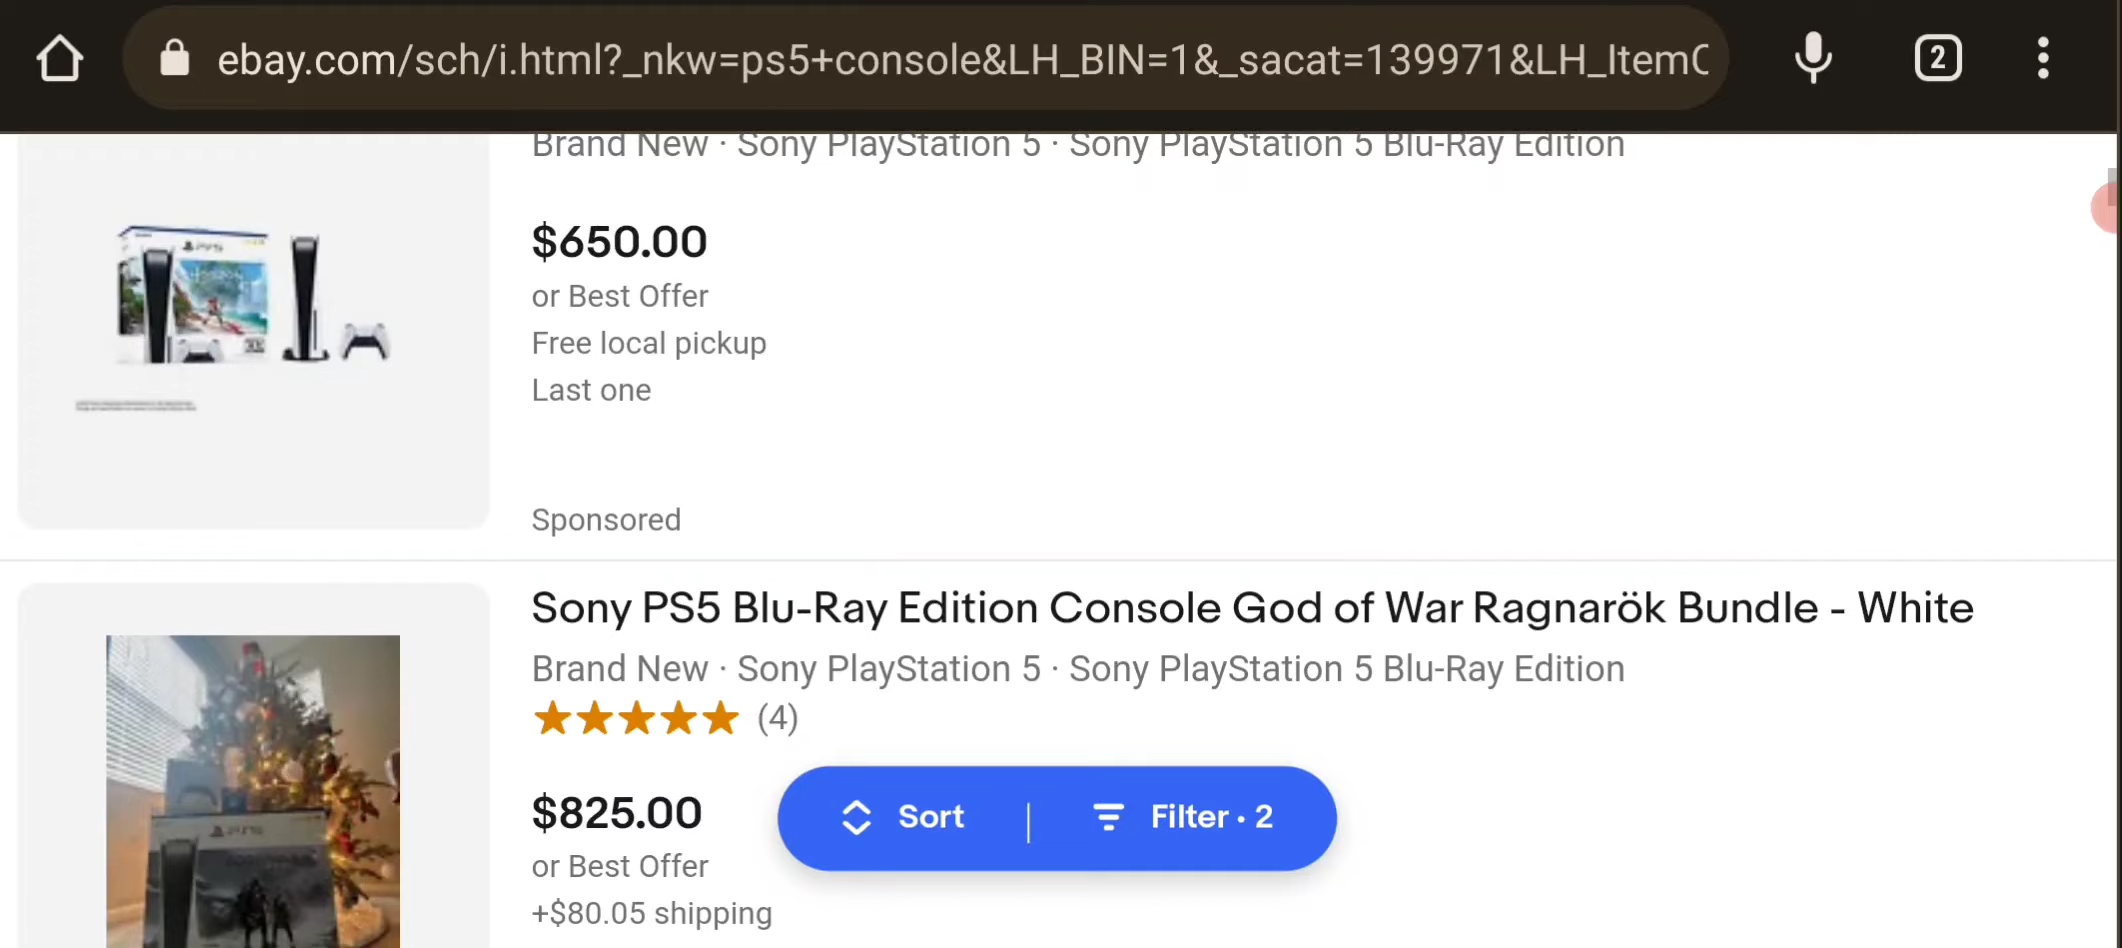 ebay.com/sch/i.html?_nkw=ps5+console&LH_BIN=1&_sacat=139971&LH_ItemC
2
Brand New · Sony PlayStation 5 · Sony PlayStation 5 Blu-Ray Edition
$650.00
or Best Offer
Free local pickup
Last one
Sponsored
Sony PS5 Blu-Ray Edition Console God of War Ragnarök Bundle - White
Brand New · Sony PlayStation 5 · Sony PlayStation 5 Blu-Ray Edition
(4)
$825.00
Sort | Filter · 2
or Best Offer
+$80.05 shipping
PS5
PS5